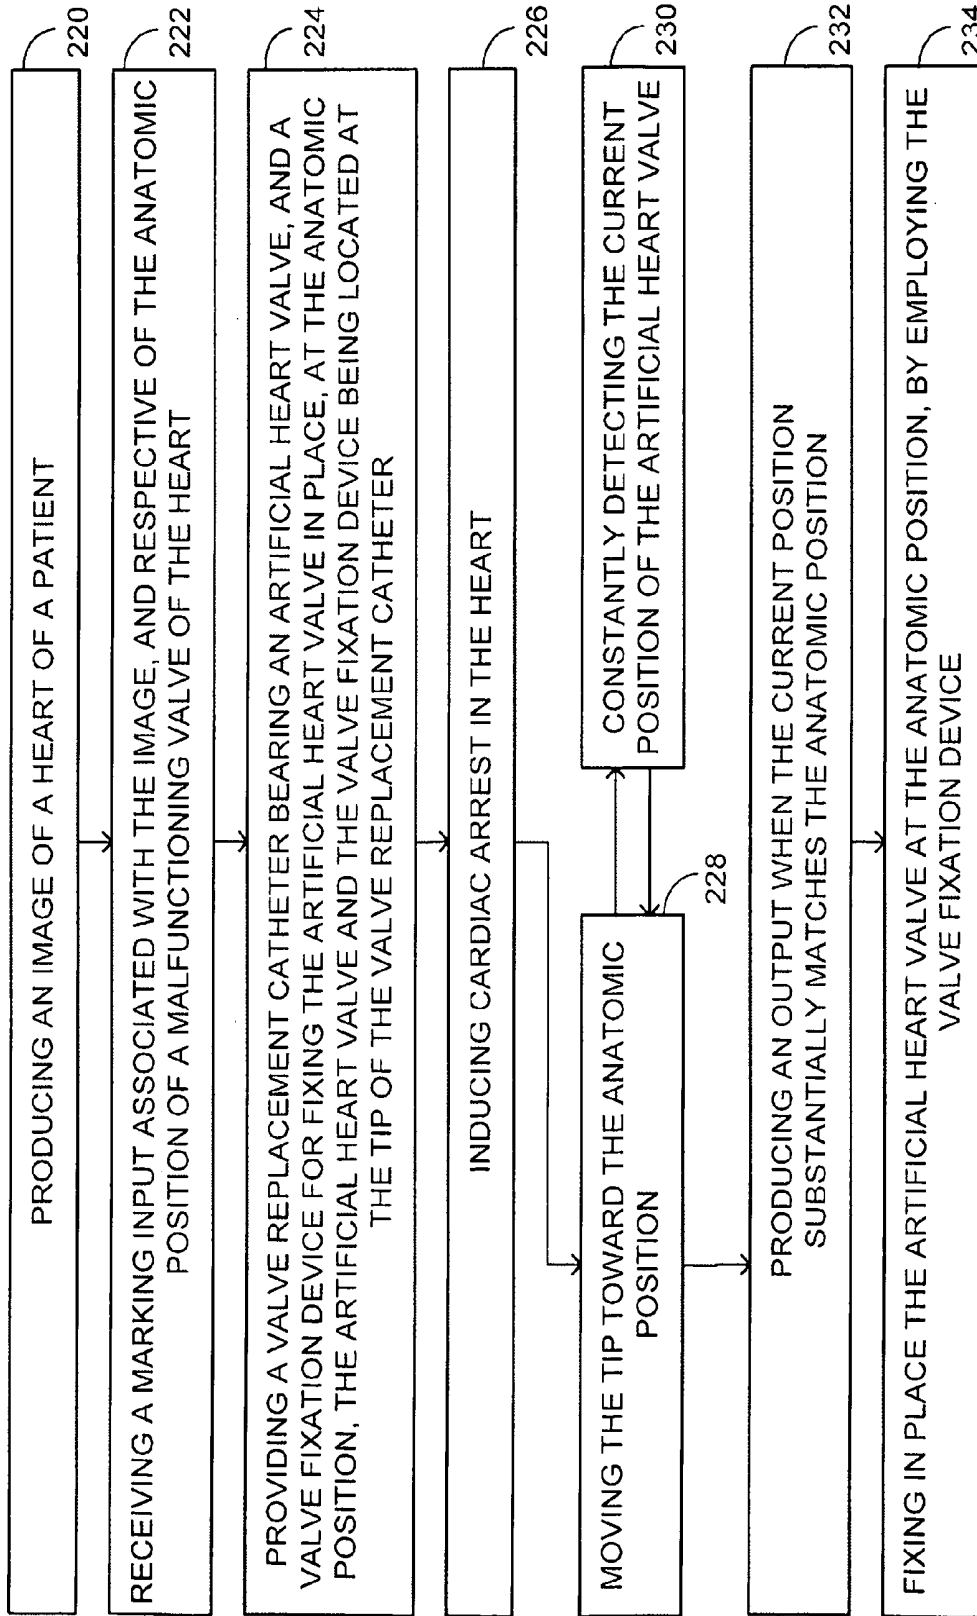 PRODUCING AN IMAGE OF A HEART OF A PATIENT
220
RECEIVING A MARKING INPUT ASSOCIATED WITH THE IMAGE, AND RESPECTIVE OF THE ANATOMIC
POSITION OF A MALFUNCTIONING VALVE OF THE HEART
222
PROVIDING A VALVE REPLACEMENT CATHETER BEARING AN ARTIFICIAL HEART VALVE, AND A
VALVE FIXATION DEVICE FOR FIXING THE ARTIFICIAL HEART VALVE IN PLACE, AT THE ANATOMIC
POSITION, THE ARTIFICIAL HEART VALVE AND THE VALVE FIXATION DEVICE BEING LOCATED AT
THE TIP OF THE VALVE REPLACEMENT CATHETER
224
INDUCING CARDIAC ARREST IN THE HEART
226
MOVING THE TIP TOWARD THE ANATOMIC
POSITION
228
CONSTANTLY DETECTING THE CURRENT
POSITION OF THE ARTIFICIAL HEART VALVE
230
PRODUCING AN OUTPUT WHEN THE CURRENT POSITION
SUBSTANTIALLY MATCHES THE ANATOMIC POSITION
232
FIXING IN PLACE THE ARTIFICIAL HEART VALVE AT THE ANATOMIC POSITION, BY EMPLOYING THE
VALVE FIXATION DEVICE
234